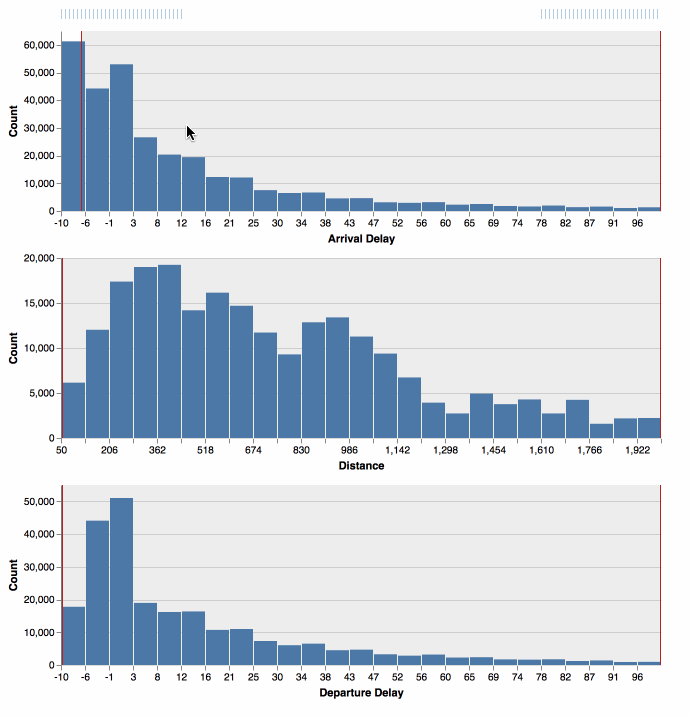 60,000
50,000
40,000
30,000
20,000
10,000
0
Count
-10 -6 -1 3 8 12 16 21 25 30 34 38 43 47 52 56 60 65 69 74 78 82 87 91 96
Arrival Delay
20,000
15,000
10,000
5,000
0
Count
50 206 362 518 674 830 986 1,142 1,298 1,454 1,610 1,766 1,922
Distance
50,000
40,000
30,000
20,000
10,000
0
Count
-10 -6 -1 3 8 12 16 21 25 30 34 38 43 47 52 56 60 65 69 74 78 82 87 91 96
Departure Delay